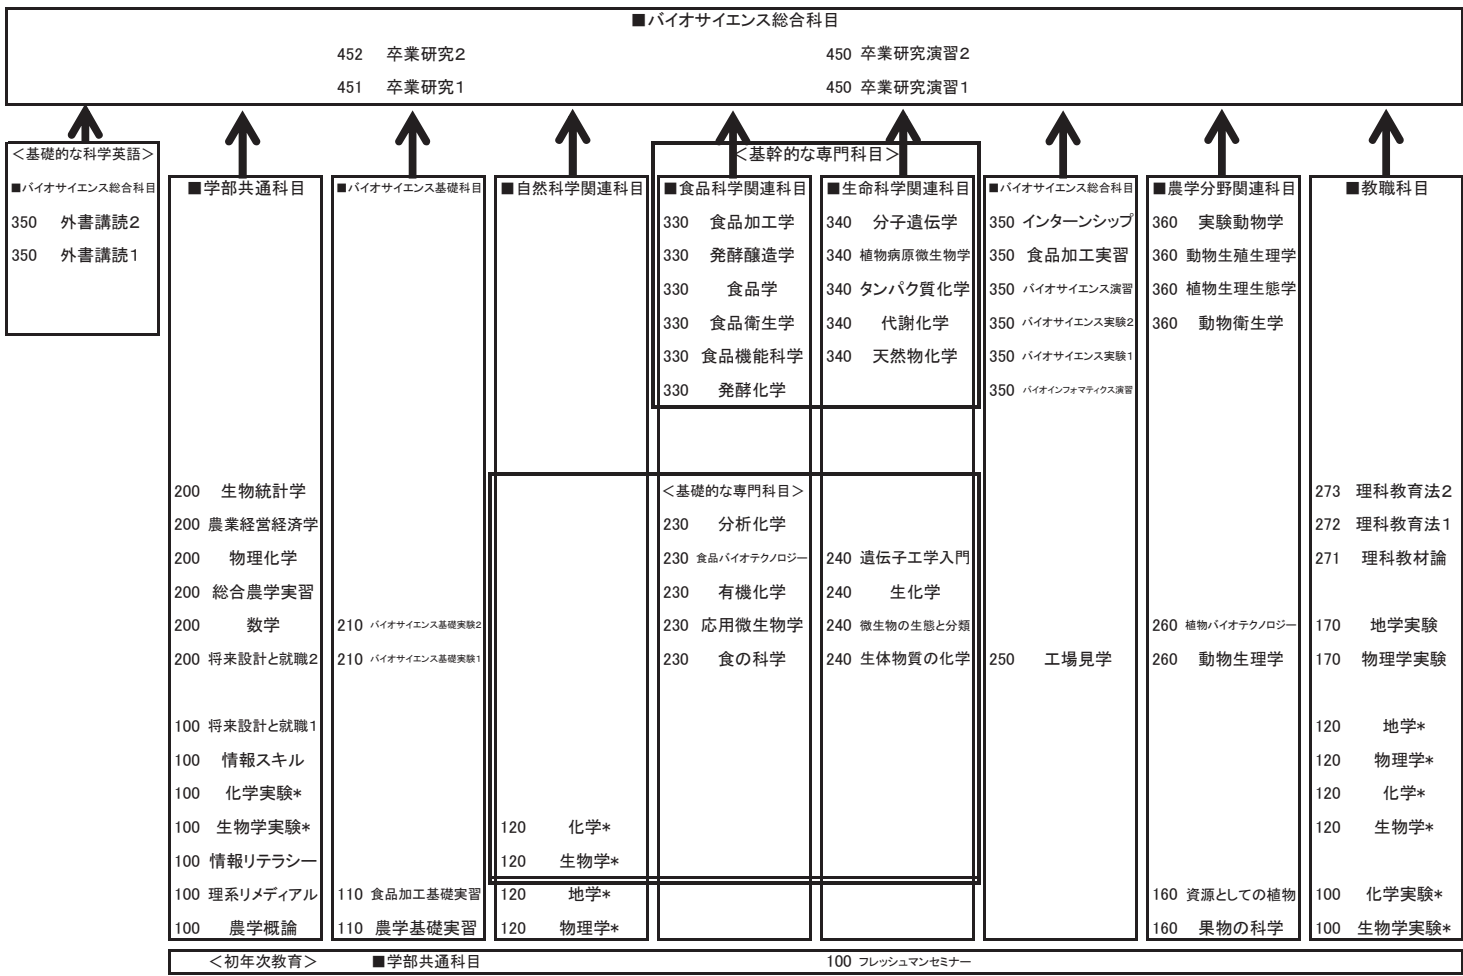 ■バイオサイエンス総合科目
452 卒業研究2 450 卒業研究演習2
451 卒業研究1 450 卒業研究演習1
<基礎的な科学英語>
■バイオサイエンス総合科目
350 外書講読2
350 外書講読1
■学部共通科目
200 生物統計学
200 農業経営経済学
200 物理化学
200 総合農学実習
200 数学
200 将来設計と就職2
100 将来設計と就職1
100 情報スキル
100 化学実験*
100 生物学実験*
100 情報リテラシー
100 理系リメディアル
100 農学概論
■バイオサイエンス基礎科目
210 バイオサイエンス基礎実験2
210 バイオサイエンス基礎実験1
110 食品加工基礎実習
110 農学基礎実習
■自然科学関連科目
120 化学*
120 生物学*
120 地学*
120 物理学*
<基幹的な専門科目>
■食品科学関連科目
330 食品加工学
330 発酵醸造学
330 食品学
330 食品衛生学
330 食品機能科学
330 発酵化学
<基礎的な専門科目>
230 分析化学
230 食品バイオテクノロジー
230 有機化学
230 応用微生物学
230 食の科学
■生命科学関連科目
340 分子遺伝学
340 植物病原微生物学
340 タンパク質化学
340 代謝化学
340 天然物化学
240 遺伝子工学入門
240 生化学
240 微生物の生態と分類
240 生体物質の化学
■バイオサイエンス総合科目
350 インターンシップ
350 食品加工実習
350 バイオサイエンス演習
350 バイオサイエンス実験2
350 バイオサイエンス実験1
350 バイオインフォマティクス演習
250 工場見学
■農学分野関連科目
360 実験動物学
360 動物生殖生理学
360 植物生理生態学
360 動物衛生学
260 植物バイオテクノロジー
260 動物生理学
160 資源としての植物
160 果物の科学
■教職科目
273 理科教育法2
272 理科教育法1
271 理科教材論
170 地学実験
170 物理学実験
120 地学*
120 物理学*
120 化学*
120 生物学*
100 化学実験*
100 生物学実験*
<初年次教育> ■学部共通科目 100 フレッシュマンセミナー